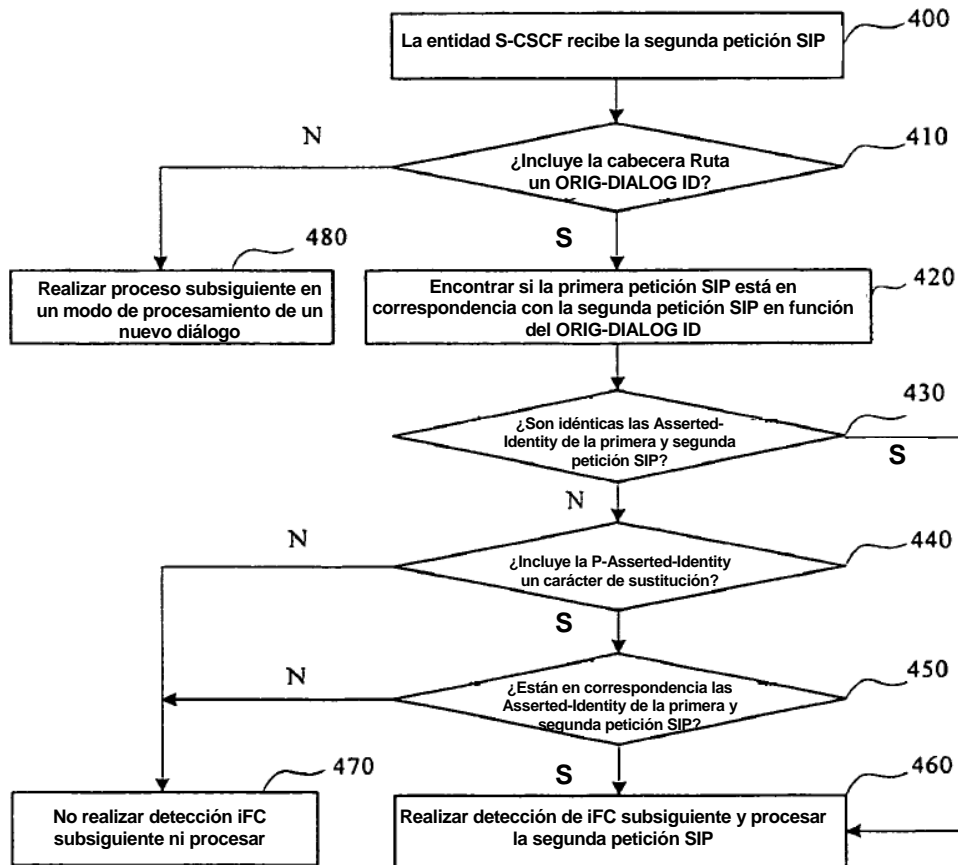 400
La entidad S-CSCF recibe la segunda petición SIP
N
410
¿Incluye la cabecera Ruta
un ORIG-DIALOG ID?
S
480
Realizar proceso subsiguiente en
un modo de procesamiento de un
nuevo diálogo
420
Encontrar si la primera petición SIP está en
correspondencia con la segunda petición SIP en función
del ORIG-DIALOG ID
430
¿Son idénticas las Asserted-
Identity de la primera y segunda
petición SIP?
S
N
N
440
¿Incluye la P-Asserted-Identity
un carácter de sustitución?
S
N
450
¿Están en correspondencia las
Asserted-Identity de la primera y
segunda petición SIP?
S
470
No realizar detección iFC
subsiguiente ni procesar
460
Realizar detección de iFC subsiguiente y procesar
la segunda petición SIP